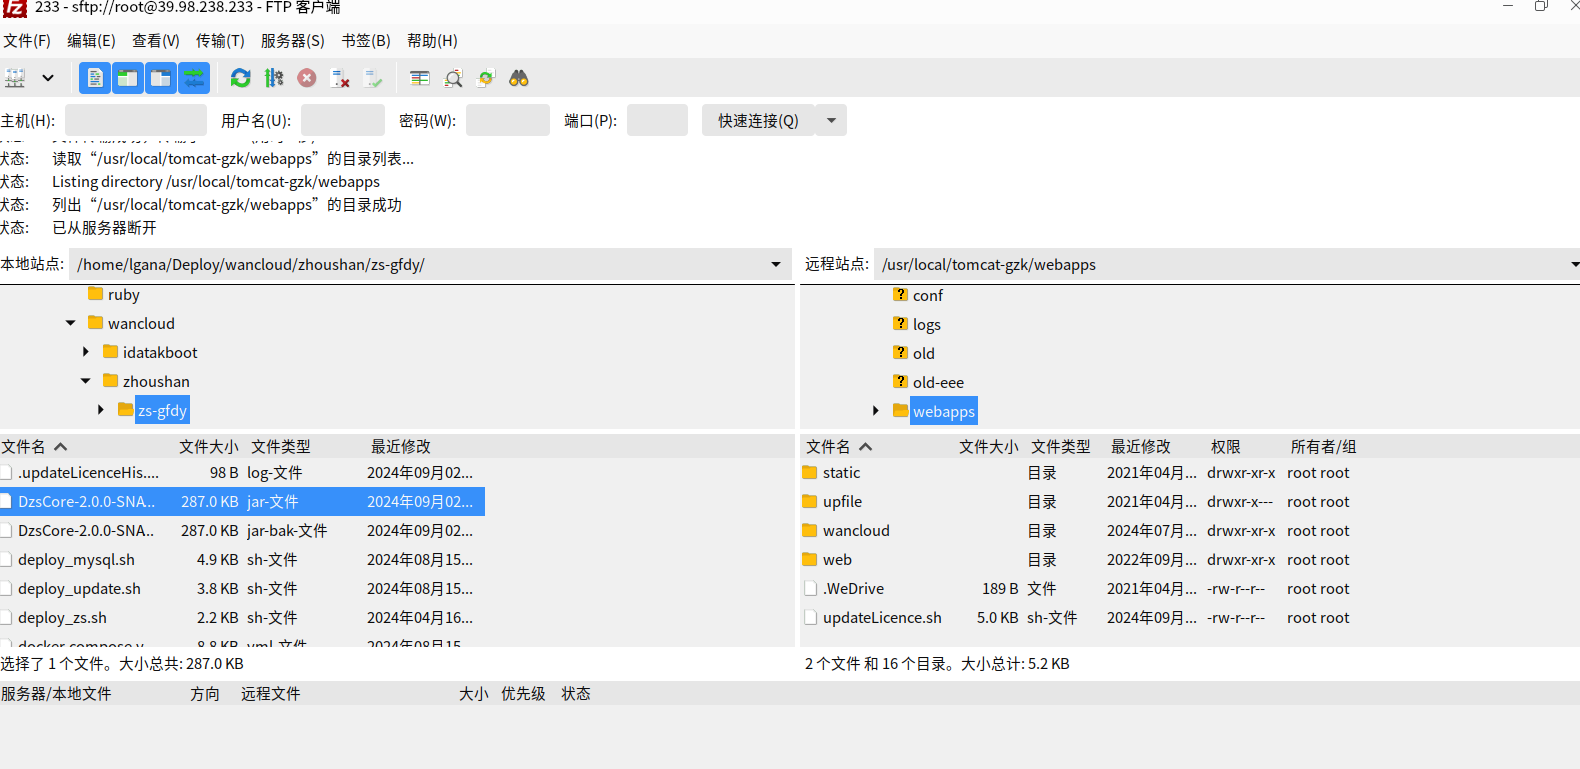 233 - sftp://root@39.98.238.233 - FTP 客户端
文件(F) 编辑(E) 查看(V) 传输(T) 服务器(S) 书签(B) 帮助(H)
主机(H): 用户名(U): 密码(W): 端口(P): 快速连接(Q)
状态: 读取“/usr/local/tomcat-gzk/webapps”的目录列表...
状态: Listing directory /usr/local/tomcat-gzk/webapps
状态: 列出“/usr/local/tomcat-gzk/webapps”的目录成功
状态: 已从服务器断开
本地站点: /home/lgana/Deploy/wancloud/zhoushan/zs-gfdy/
ruby
wancloud
idatakboot
zhoushan
zs-gfdy
文件名 文件大小 文件类型 最近修改
.updateLicenceHis.... 98 B log-文件 2024年09月02...
DzsCore-2.0.0-SNA... 287.0 KB jar-文件 2024年09月02...
DzsCore-2.0.0-SNA.. 287.0 KB jar-bak-文件 2024年09月02...
deploy_mysql.sh 4.9 KB sh-文件 2024年08月15...
deploy_update.sh 3.8 KB sh-文件 2024年08月15...
deploy_zs.sh 2.2 KB sh-文件 2024年04月16...
选择了 1 个文件。大小总共: 287.0 KB
远程站点: /usr/local/tomcat-gzk/webapps
conf
logs
old
old-eee
webapps
文件名 文件大小 文件类型 最近修改 权限 所有者/组
static 目录 2021年04月... drwxr-xr-x root root
upfile 目录 2021年04月... drwxr-x--- root root
wancloud 目录 2024年07月... drwxr-xr-x root root
web 目录 2022年09月... drwxr-xr-x root root
.WeDrive 189 B 文件 2021年04月... -rw-r--r-- root root
updateLicence.sh 5.0 KB sh-文件 2024年09月... -rw-r--r-- root root
2 个文件 和 16 个目录。大小总计: 5.2 KB
服务器/本地文件 方向 远程文件 大小 优先级 状态